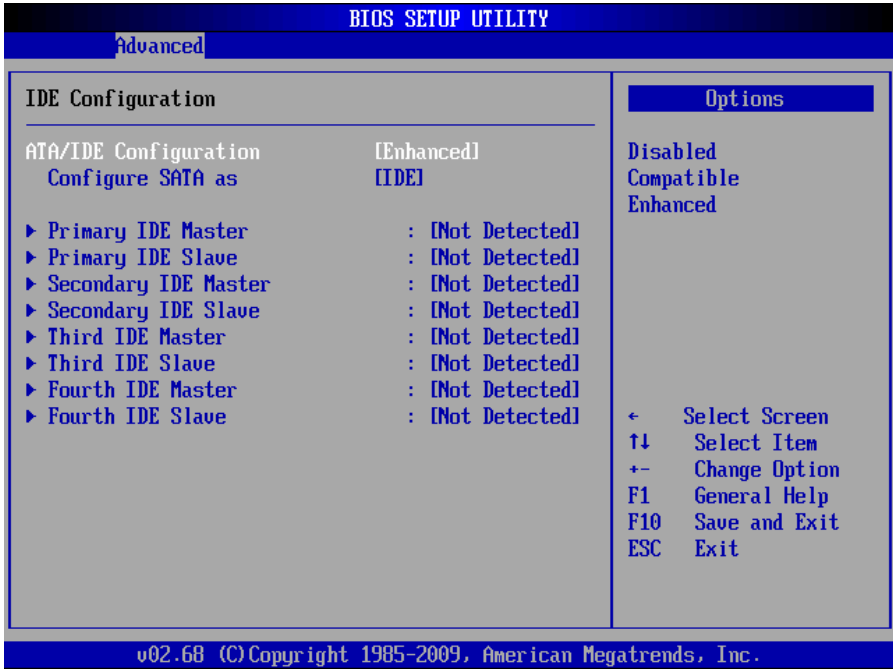 BIOS SETUP UTILITY
Advanced
IDE Configuration
ATA/IDE Configuration [Enhanced]
Configure SATA as [IDE]
Primary IDE Master : [Not Detected]
Primary IDE Slave : [Not Detected]
Secondary IDE Master : [Not Detected]
Secondary IDE Slave : [Not Detected]
Third IDE Master : [Not Detected]
Third IDE Slave : [Not Detected]
Fourth IDE Master : [Not Detected]
Fourth IDE Slave : [Not Detected]
Options
Disabled
Compatible
Enhanced
← Select Screen
↑↓ Select Item
+- Change Option
F1 General Help
F10 Save and Exit
ESC Exit
v02.68 (C)Copyright 1985-2009, American Megatrends, Inc.